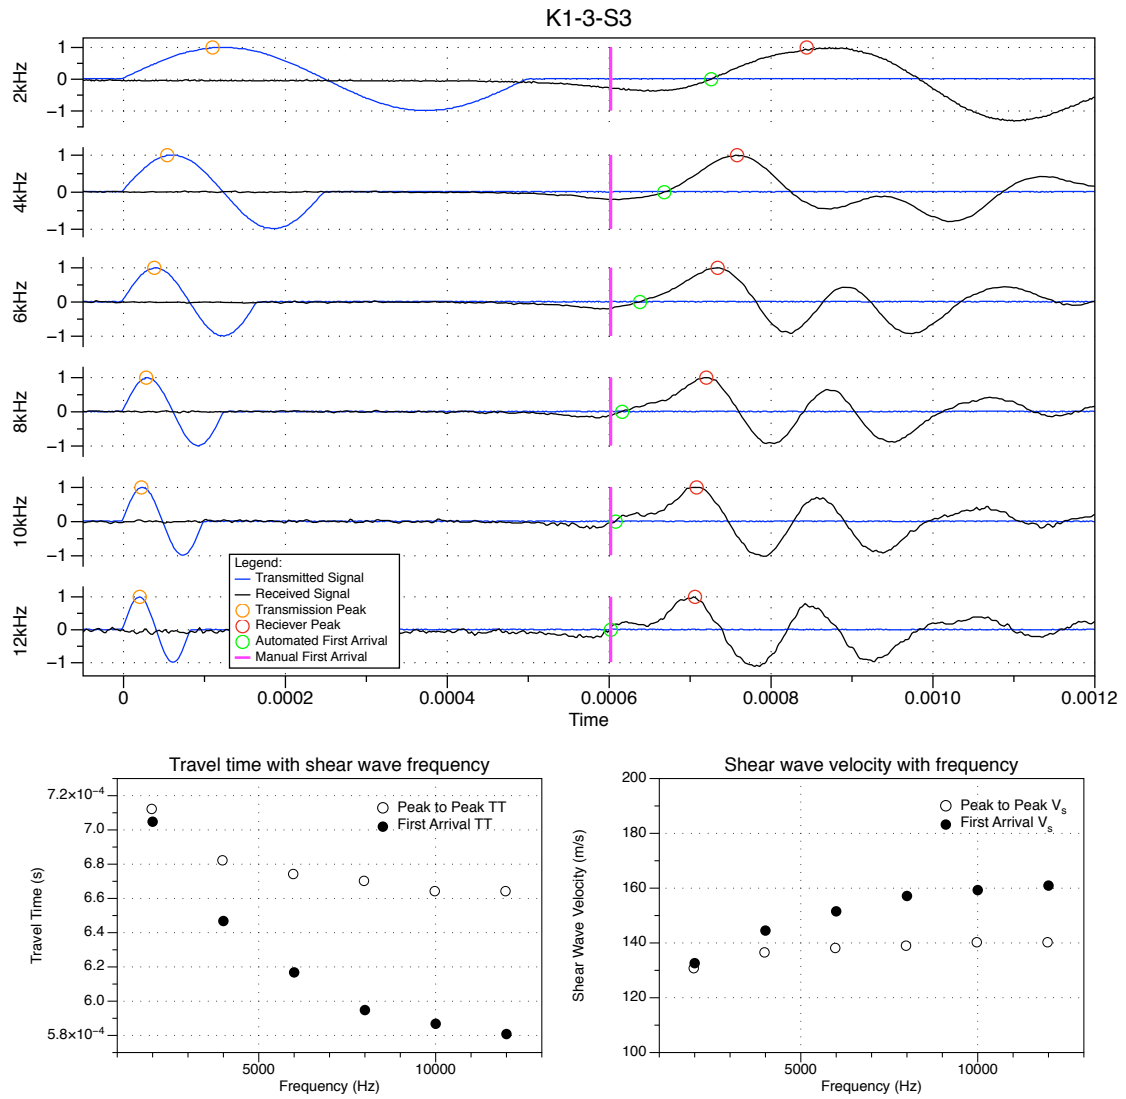 K1-3-S3
2kHz
1
0
−1
4kHz
1
0
−1
6kHz
1
0
−1
8kHz
1
0
−1
10kHz
1
0
−1
12kHz
1
0
−1
Legend:
Transmitted Signal
Received Signal
Transmission Peak
Reciever Peak
Automated First Arrival
Manual First Arrival
0 0.0002 0.0004 0.0006 0.0008 0.0010 0.0012
Time
Travel time with shear wave frequency
Travel Time (s)
7.2×10⁻⁴
7.0
6.8
6.6
6.4
6.2
6.0
5.8×10⁻⁴
Peak to Peak TT
First Arrival TT
5000 10000
Frequency (Hz)
Shear wave velocity with frequency
Shear Wave Velocity (m/s)
200
180
160
140
120
100
Peak to Peak Vₛ
First Arrival Vₛ
5000 10000
Frequency (Hz)